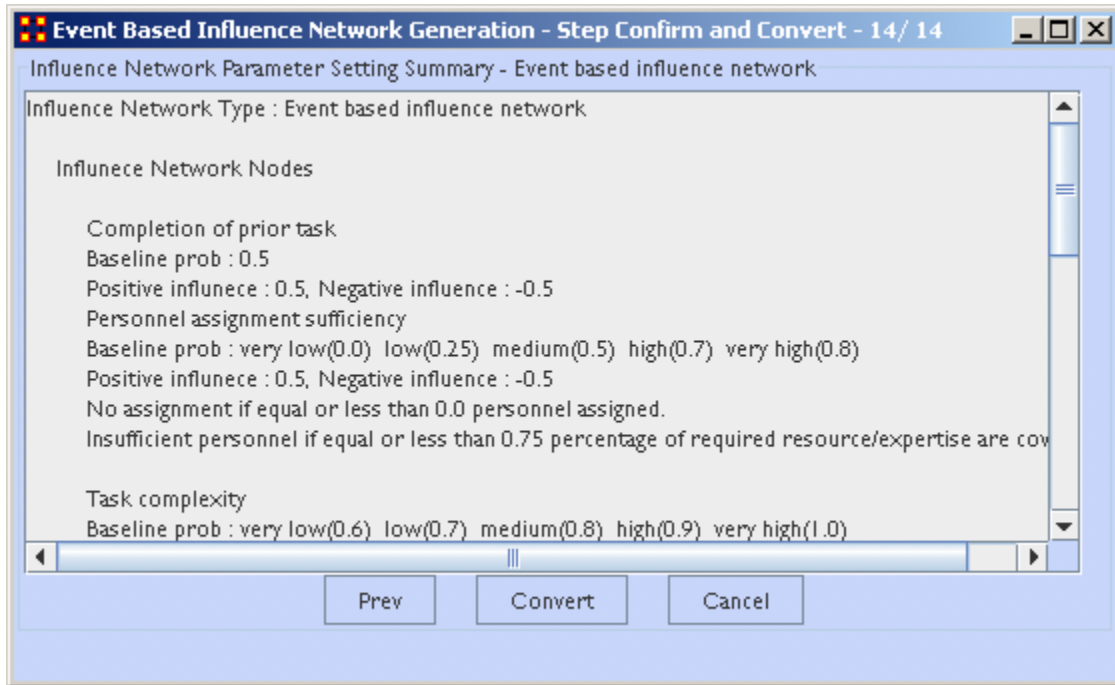 Event Based Influence Network Generation - Step Confirm and Convert - 14/ 14
Influence Network Parameter Setting Summary - Event based influence network
Influence Network Type : Event based influence network
Influnece Network Nodes
Completion of prior task
Baseline prob : 0.5
Positive influnece : 0.5, Negative influence : -0.5
Personnel assignment sufficiency
Baseline prob : very low(0.0) low(0.25) medium(0.5) high(0.7) very high(0.8)
Positive influnece : 0.5, Negative influence : -0.5
No assignment if equal or less than 0.0 personnel assigned.
Insufficient personnel if equal or less than 0.75 percentage of required resource/expertise are cov
Task complexity
Baseline prob : very low(0.6) low(0.7) medium(0.8) high(0.9) very high(1.0)
Prev Convert Cancel